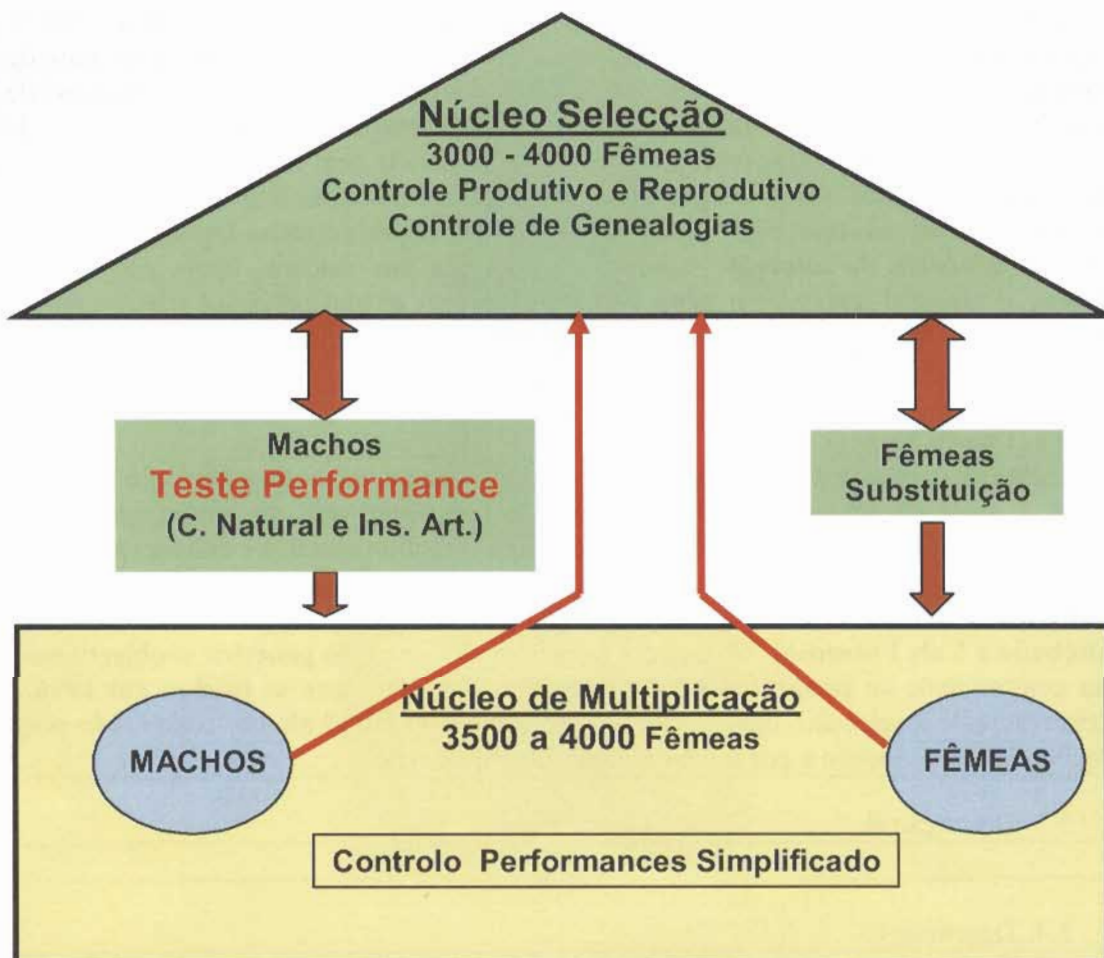 Núcleo Selecção
3000 - 4000 Fêmeas
Controle Produtivo e Reprodutivo
Controle de Genealogias
Machos
Teste Performance
(C. Natural e Ins. Art.)
Fêmeas
Substituição
Núcleo de Multiplicação
3500 a 4000 Fêmeas
MACHOS
FÊMEAS
Controlo Performances Simplificado